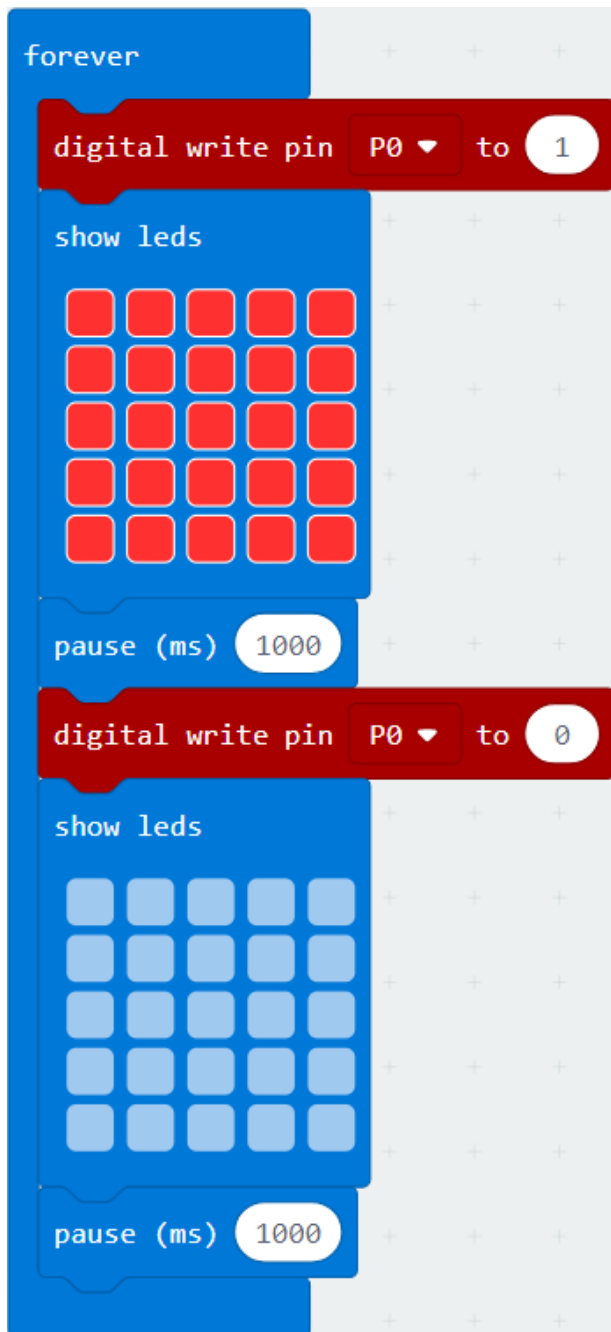 forever
digital write pin P0 to 1
show leds
pause (ms) 1000
digital write pin P0 to 0
show leds
pause (ms) 1000